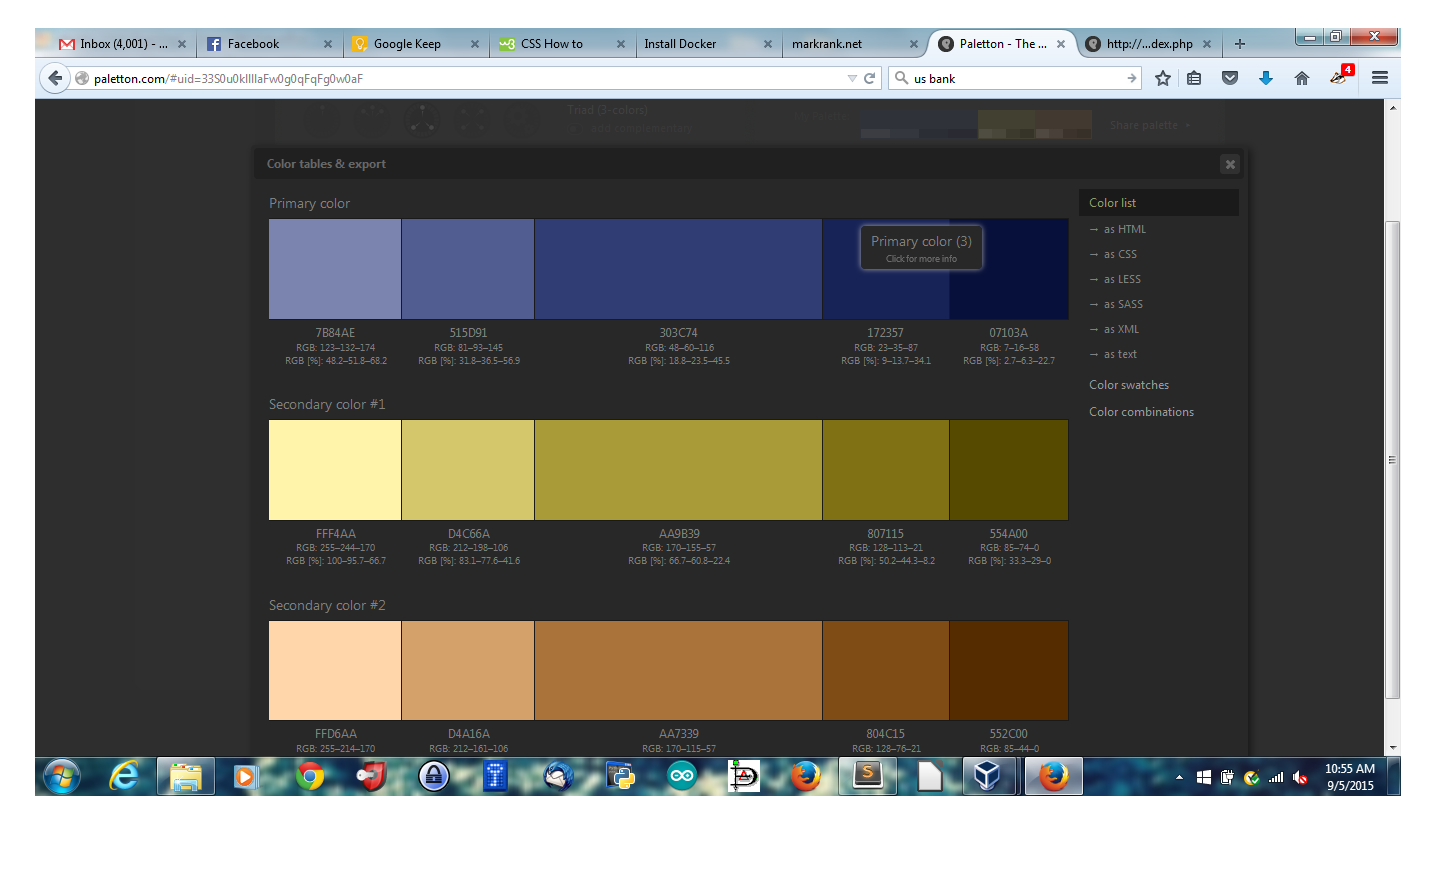 Inbox (4,001) - ...
Facebook
Google Keep
CSS How to
Install Docker
markrank.net
Paletton - The ...
http://...dex.php
paletton.com/#uid=33S0u0kllllaFw0g0qFqFg0w0aF
us bank
4
Triad (3-colors)
add complementary
Share palette
Color tables & export
Primary color
Primary color (3)
Click for more info
7B84AE 515D91 303C74 172357 07103A
RGB: 123–132–174 RGB: 81–93–145 RGB: 48–60–116 RGB: 23–35–87 RGB: 7–16–58
RGB [%]: 48.2–51.8–68.2 RGB [%]: 31.8–36.5–56.9 RGB [%]: 18.8–23.5–45.5 RGB [%]: 9–13.7–34.1 RGB [%]: 2.7–6.3–22.7
Secondary color #1
FFF4AA D4C66A AA9B39 807115 554A00
RGB: 255–244–170 RGB: 212–198–106 RGB: 170–155–57 RGB: 128–113–21 RGB: 85–74–0
RGB [%]: 100–95.7–66.7 RGB [%]: 83.1–77.6–41.6 RGB [%]: 66.7–60.8–22.4 RGB [%]: 50.2–44.3–8.2 RGB [%]: 33.3–29–0
Secondary color #2
FFD6AA D4A16A AA7339 804C15 552C00
RGB: 255–214–170 RGB: 212–161–106 RGB: 170–115–57 RGB: 128–76–21 RGB: 85–44–0
Color list
→ as HTML
→ as CSS
→ as LESS
→ as SASS
→ as XML
→ as text
Color swatches
Color combinations
10:55 AM
9/5/2015